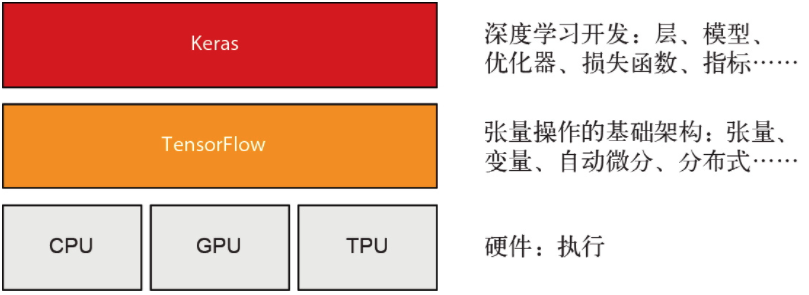 Keras
深度学习开发：层、模型、
优化器、损失函数、指标……
TensorFlow
张量操作的基础架构：张量、
变量、自动微分、分布式……
CPU
GPU
TPU
硬件：执行